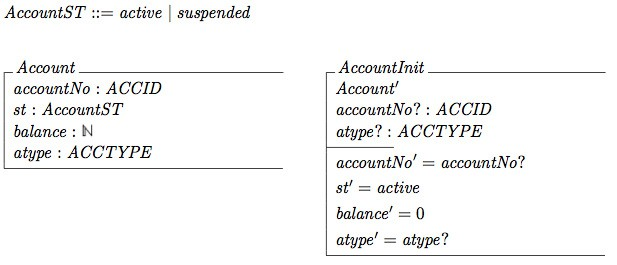 AccountST ::= active | suspended
Account
accountNo : ACCID
st : AccountST
balance : ℕ
atype : ACCTYPE
AccountInit
Account′
accountNo? : ACCID
atype? : ACCTYPE
accountNo′ = accountNo?
st′ = active
balance′ = 0
atype′ = atype?